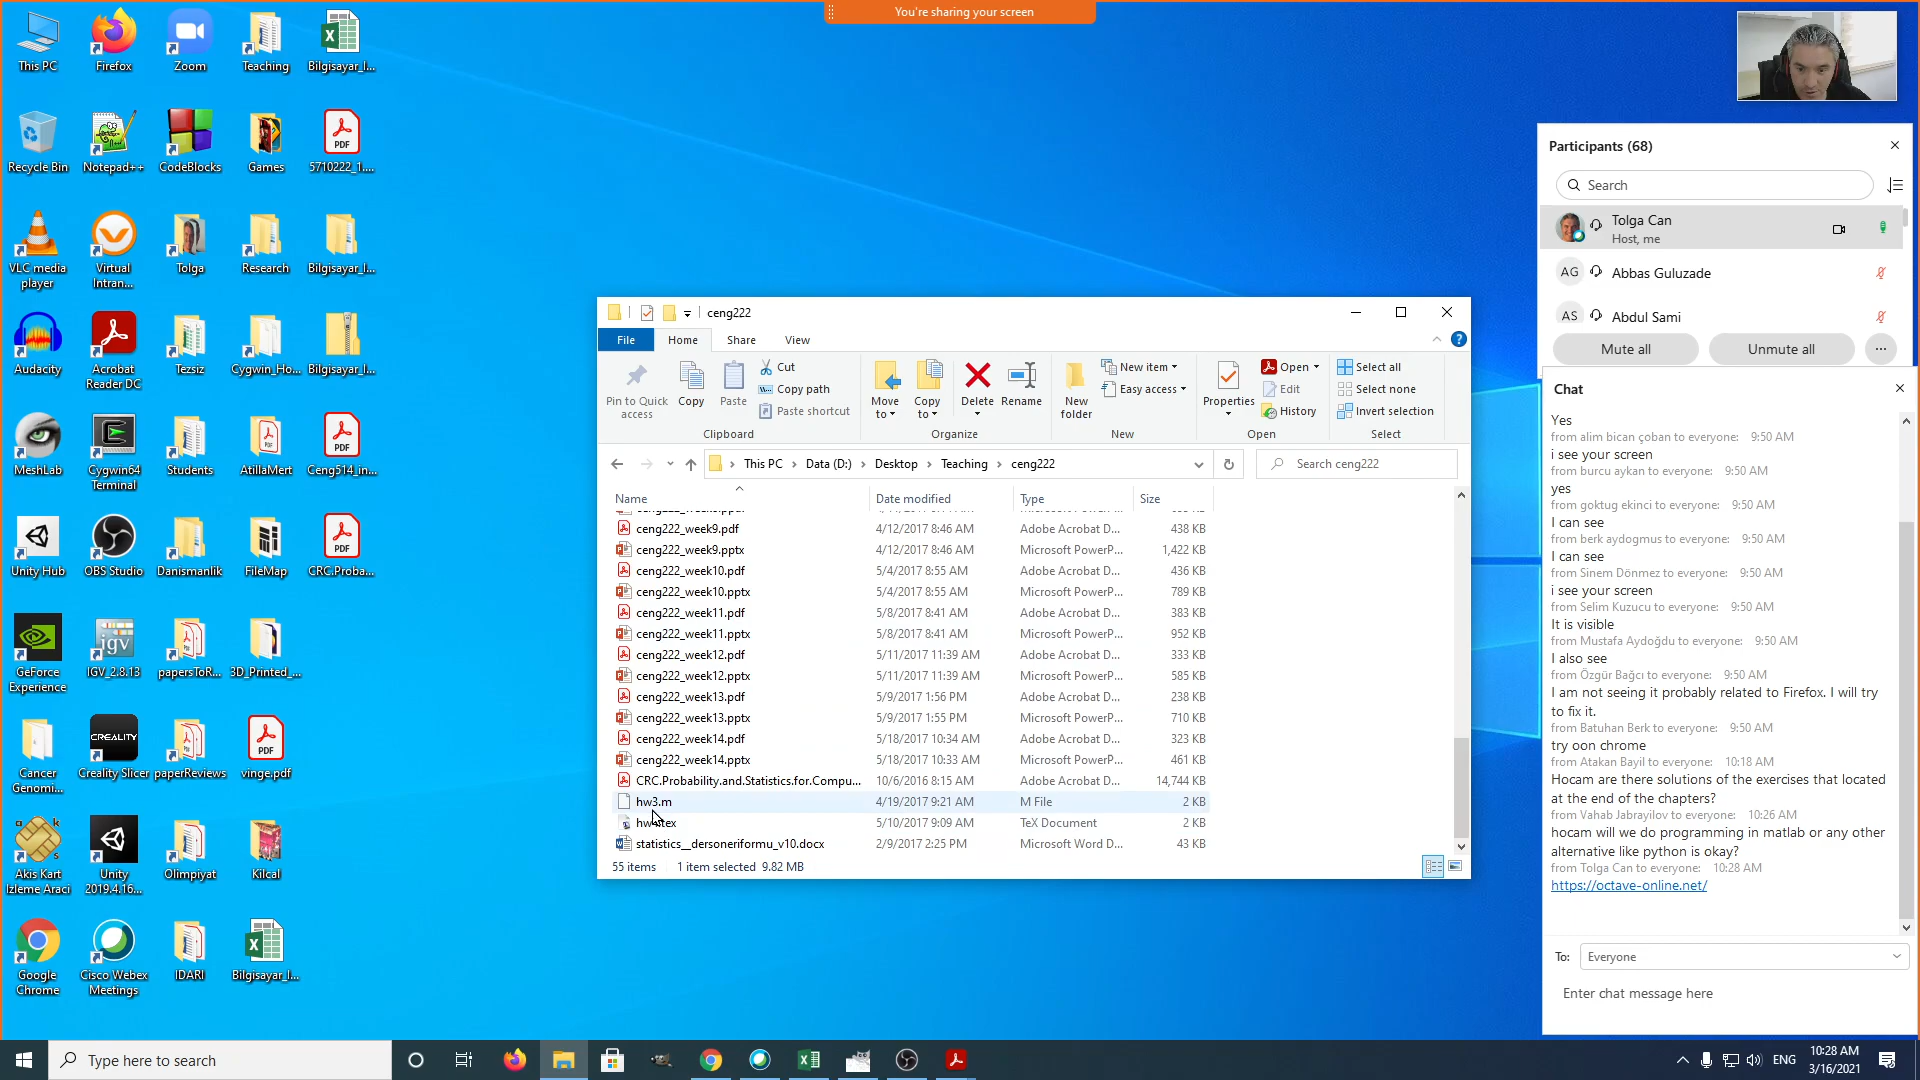 You're sharing your screen
This PC
Firefox
Zoom
Teaching
Bilgisayar_I...
Recycle Bin
Notepad++
CodeBlocks
Games
5710222_1....
VLC media player
Virtual Intran...
Tolga
Research
Bilgisayar_I...
Audacity
Acrobat Reader DC
Tezsiz
Cygwin_Ho...
Bilgisayar_I...
MeshLab
Cygwin64 Terminal
Students
AtillaMert
Ceng514_in...
Unity Hub
OBS Studio
Danismanlik
FileMap
CRC.Proba...
GeForce Experience
IGV_2.8.13
papersToR...
3D_Printed_...
Cancer Genomi...
Creality Slicer
paperReviews
vinge.pdf
Akis Kart Izleme Araci
Unity 2019.4.16...
Olimpiyat
Kilcal
Google Chrome
Cisco Webex Meetings
IDARI
Bilgisayar_I...
ceng222
File
Home
Share
View
Pin to Quick access
Copy
Paste
Cut
Copy path
Paste shortcut
Clipboard
Move to
Copy to
Delete
Rename
Organize
New folder
New item
Easy access
New
Properties
Open
Edit
History
Open
Select all
Select none
Invert selection
Select
This PC > Data (D:) > Desktop > Teaching > ceng222
Search ceng222
Name Date modified Type Size
ceng222_week9.pdf 4/12/2017 8:46 AM Adobe Acrobat D... 438 KB
ceng222_week9.pptx 4/12/2017 8:46 AM Microsoft PowerP... 1,422 KB
ceng222_week10.pdf 5/4/2017 8:55 AM Adobe Acrobat D... 436 KB
ceng222_week10.pptx 5/4/2017 8:55 AM Microsoft PowerP... 789 KB
ceng222_week11.pdf 5/8/2017 8:41 AM Adobe Acrobat D... 383 KB
ceng222_week11.pptx 5/8/2017 8:41 AM Microsoft PowerP... 952 KB
ceng222_week12.pdf 5/11/2017 11:39 AM Adobe Acrobat D... 333 KB
ceng222_week12.pptx 5/11/2017 11:39 AM Microsoft PowerP... 585 KB
ceng222_week13.pdf 5/9/2017 1:56 PM Adobe Acrobat D... 238 KB
ceng222_week13.pptx 5/9/2017 1:55 PM Microsoft PowerP... 710 KB
ceng222_week14.pdf 5/18/2017 10:34 AM Adobe Acrobat D... 323 KB
ceng222_week14.pptx 5/18/2017 10:33 AM Microsoft PowerP... 461 KB
CRC.Probability.and.Statistics.for.Compu... 10/6/2016 8:15 AM Adobe Acrobat D... 14,744 KB
hw3.m 4/19/2017 9:21 AM M File 2 KB
5/10/2017 9:09 AM TeX Document 2 KB
statistics__dersoneriformu_v10.docx 2/9/2017 2:25 PM Microsoft Word D... 43 KB
55 items 1 item selected 9.82 MB
Participants (68)
Search
Tolga Can
Host, me
AG Abbas Guluzade
AS Abdul Sami
Mute all
Unmute all
Chat
Yes
from alim bican çoban to everyone: 9:50 AM
i see your screen
from burcu aykan to everyone: 9:50 AM
yes
from goktug ekinci to everyone: 9:50 AM
I can see
from berk aydogmus to everyone: 9:50 AM
I can see
from Sinem Dönmez to everyone: 9:50 AM
i see your screen
from Selim Kuzucu to everyone: 9:50 AM
It is visible
from Mustafa Aydoğdu to everyone: 9:50 AM
I also see
from Özgür Bağcı to everyone: 9:50 AM
I am not seeing it probably related to Firefox. I will try
to fix it.
from Batuhan Berk to everyone: 9:50 AM
try oon chrome
from Atakan Bayil to everyone: 10:18 AM
Hocam are there solutions of the exercises that located
at the end of the chapters?
from Vahab Jabrayilov to everyone: 10:26 AM
hocam will we do programming in matlab or any other
alternative like python is okay?
from Tolga Can to everyone: 10:28 AM
https://octave-online.net/
To: Everyone
Enter chat message here
Type here to search
ENG
10:28 AM
3/16/2021